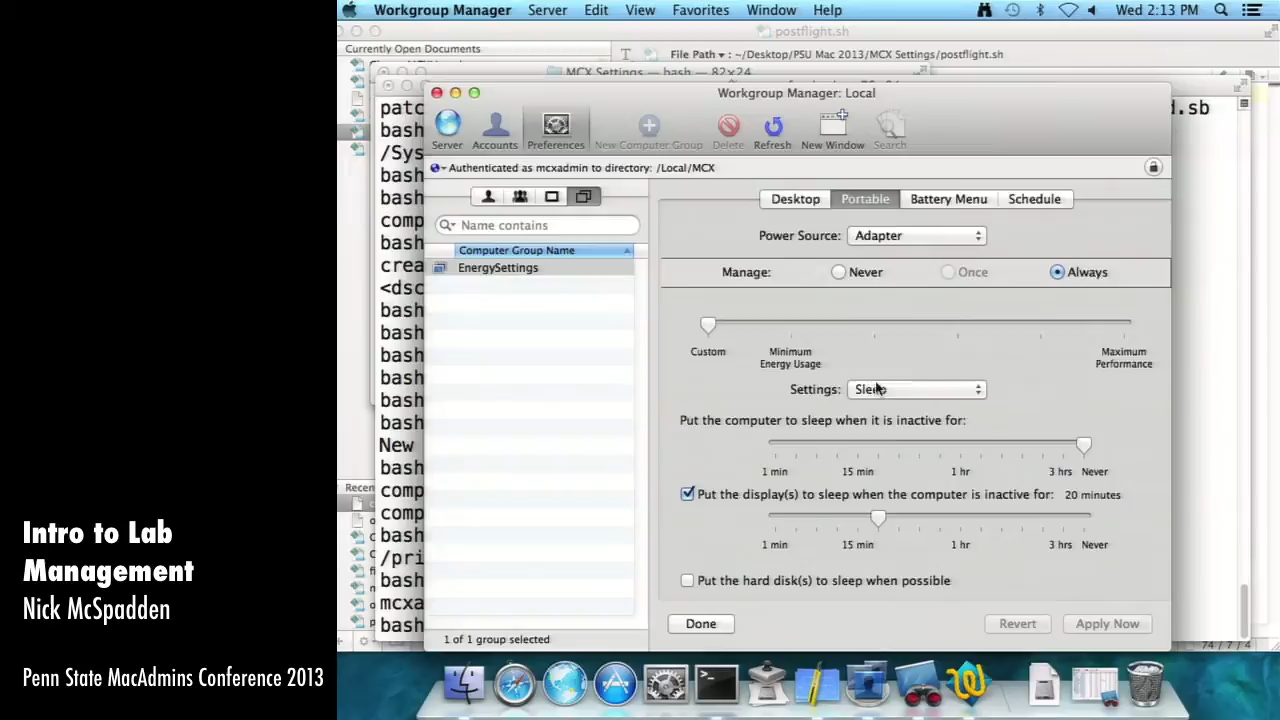 Workgroup Manager Server Edit View Favorites Window Help Wed 2:13 PM
postflight.sh
Currently Open Documents
File Path ▾ : ~/Desktop/PSU Mac 2013/MCX Settings/postflight.sh
MCX Settings — bash — 82×24
Workgroup Manager: Local
Server Accounts Preferences New Computer Group Delete Refresh New Window Search
Authenticated as mcxadmin to directory: /Local/MCX
Desktop Portable Battery Menu Schedule
Name contains
Power Source: Adapter
Computer Group Name
EnergySettings
Manage: Never Once Always
Custom
Minimum
Energy Usage
Maximum
Performance
Settings: Sleep
Put the computer to sleep when it is inactive for:
1 min 15 min 1 hr 3 hrs Never
Put the display(s) to sleep when the computer is inactive for: 20 minutes
1 min 15 min 1 hr 3 hrs Never
Put the hard disk(s) to sleep when possible
Done Revert Apply Now
1 of 1 group selected
patc
d.sb
bash
/Sys
bash
bash
comp
bash
crea
<dsc
bash
bash
bash
bash
bash
bash
New
bash
comp
comp
bash
/pri
bash
mcxa
bash
Recen
Intro to Lab
Management
Nick McSpadden
Penn State MacAdmins Conference 2013